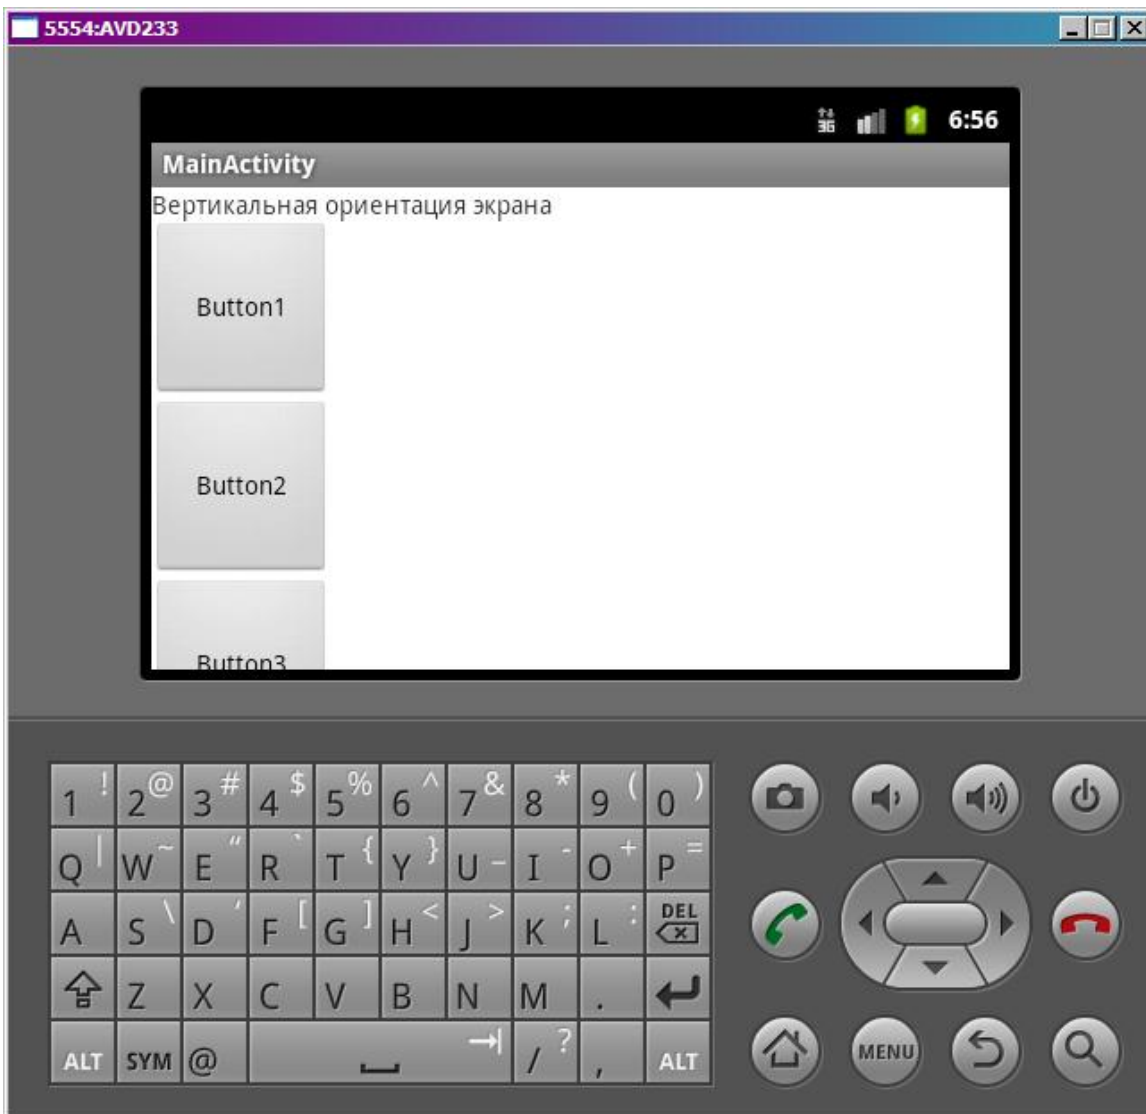 5554:AVD233
3G 6:56
MainActivity
Вертикальная ориентация экрана
Button1
Button2
Button3
1 ! 2 @ 3 # 4 $ 5 % 6 ^ 7 & 8 * 9 ( 0 )
Q | W ~ E " R ` T { Y } U _ I - O + P =
A S \ D ' F [ G ] H < J > K ; L : DEL
Z X C V B N M .
ALT SYM @ / ? , ALT
MENU